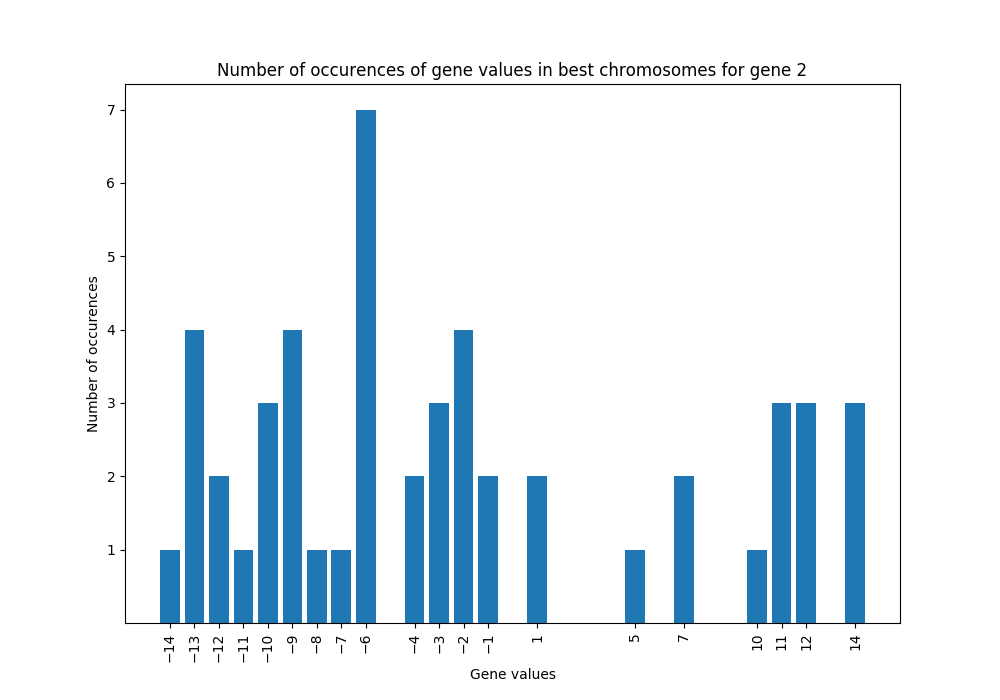 Number of occurences of gene values in best chromosomes for gene 2
7
6
5
4
3
2
1
Number of occurences
−14 −13 −12 −11 −10 −9 −8 −7 −6 −4 −3 −2 −1 1 5 7 10 11 12 14
Gene values